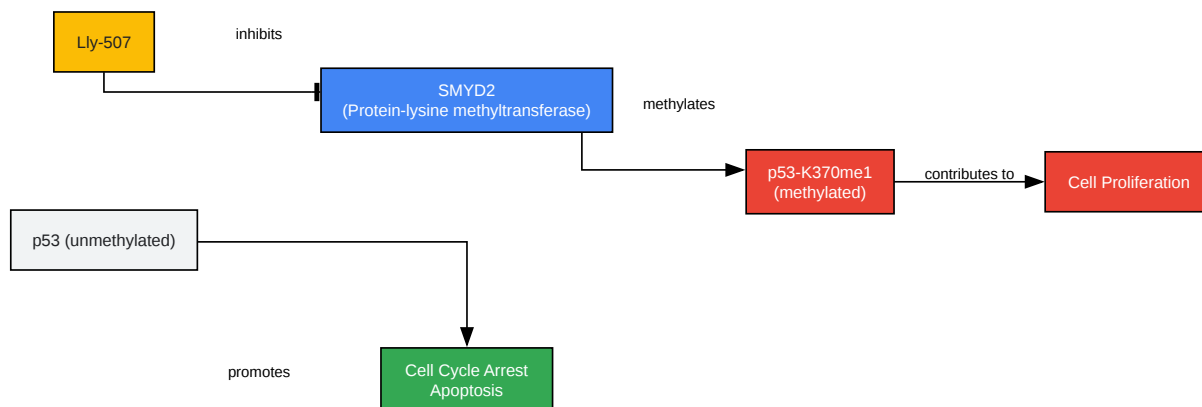 Lly-507
inhibits
SMYD2
(Protein-lysine methyltransferase)
methylates
p53-K370me1
(methylated)
contributes to
Cell Proliferation
p53 (unmethylated)
promotes
Cell Cycle Arrest
Apoptosis